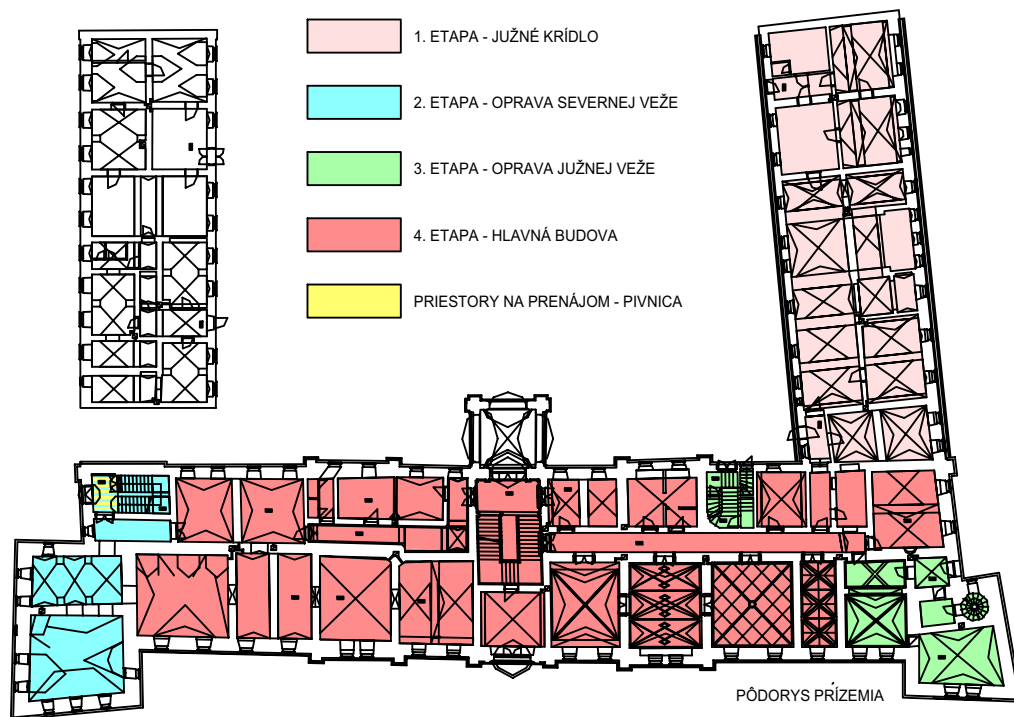 1. ETAPA - JUŽNÉ KRÍDLO
2. ETAPA - OPRAVA SEVERNEJ VEŽE
3. ETAPA - OPRAVA JUŽNEJ VEŽE
4. ETAPA - HLAVNÁ BUDOVA
PRIESTORY NA PRENÁJOM - PIVNICA
PÔDORYS PRÍZEMIA